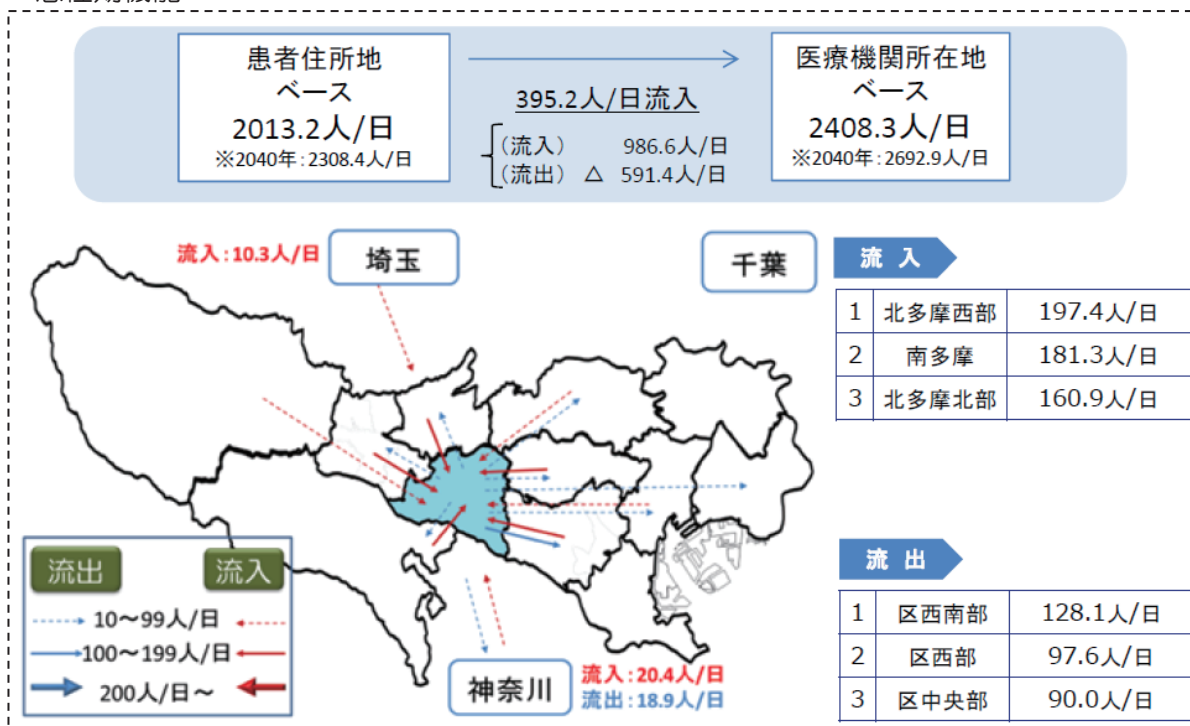 患者住所地
ベース
2013.2人/日
※2040年:2308.4人/日
395.2人/日流入
(流入) 986.6人/日
(流出) △ 591.4人/日
医療機関所在地
ベース
2408.3人/日
※2040年:2692.9人/日
流入:10.3人/日
埼玉
千葉
流 入
1 北多摩西部 197.4人/日
2 南多摩 181.3人/日
3 北多摩北部 160.9人/日
流出 流入
10~99人/日
100~199人/日
200人/日~
神奈川
流入:20.4人/日
流出:18.9人/日
流 出
1 区西南部 128.1人/日
2 区西部 97.6人/日
3 区中央部 90.0人/日